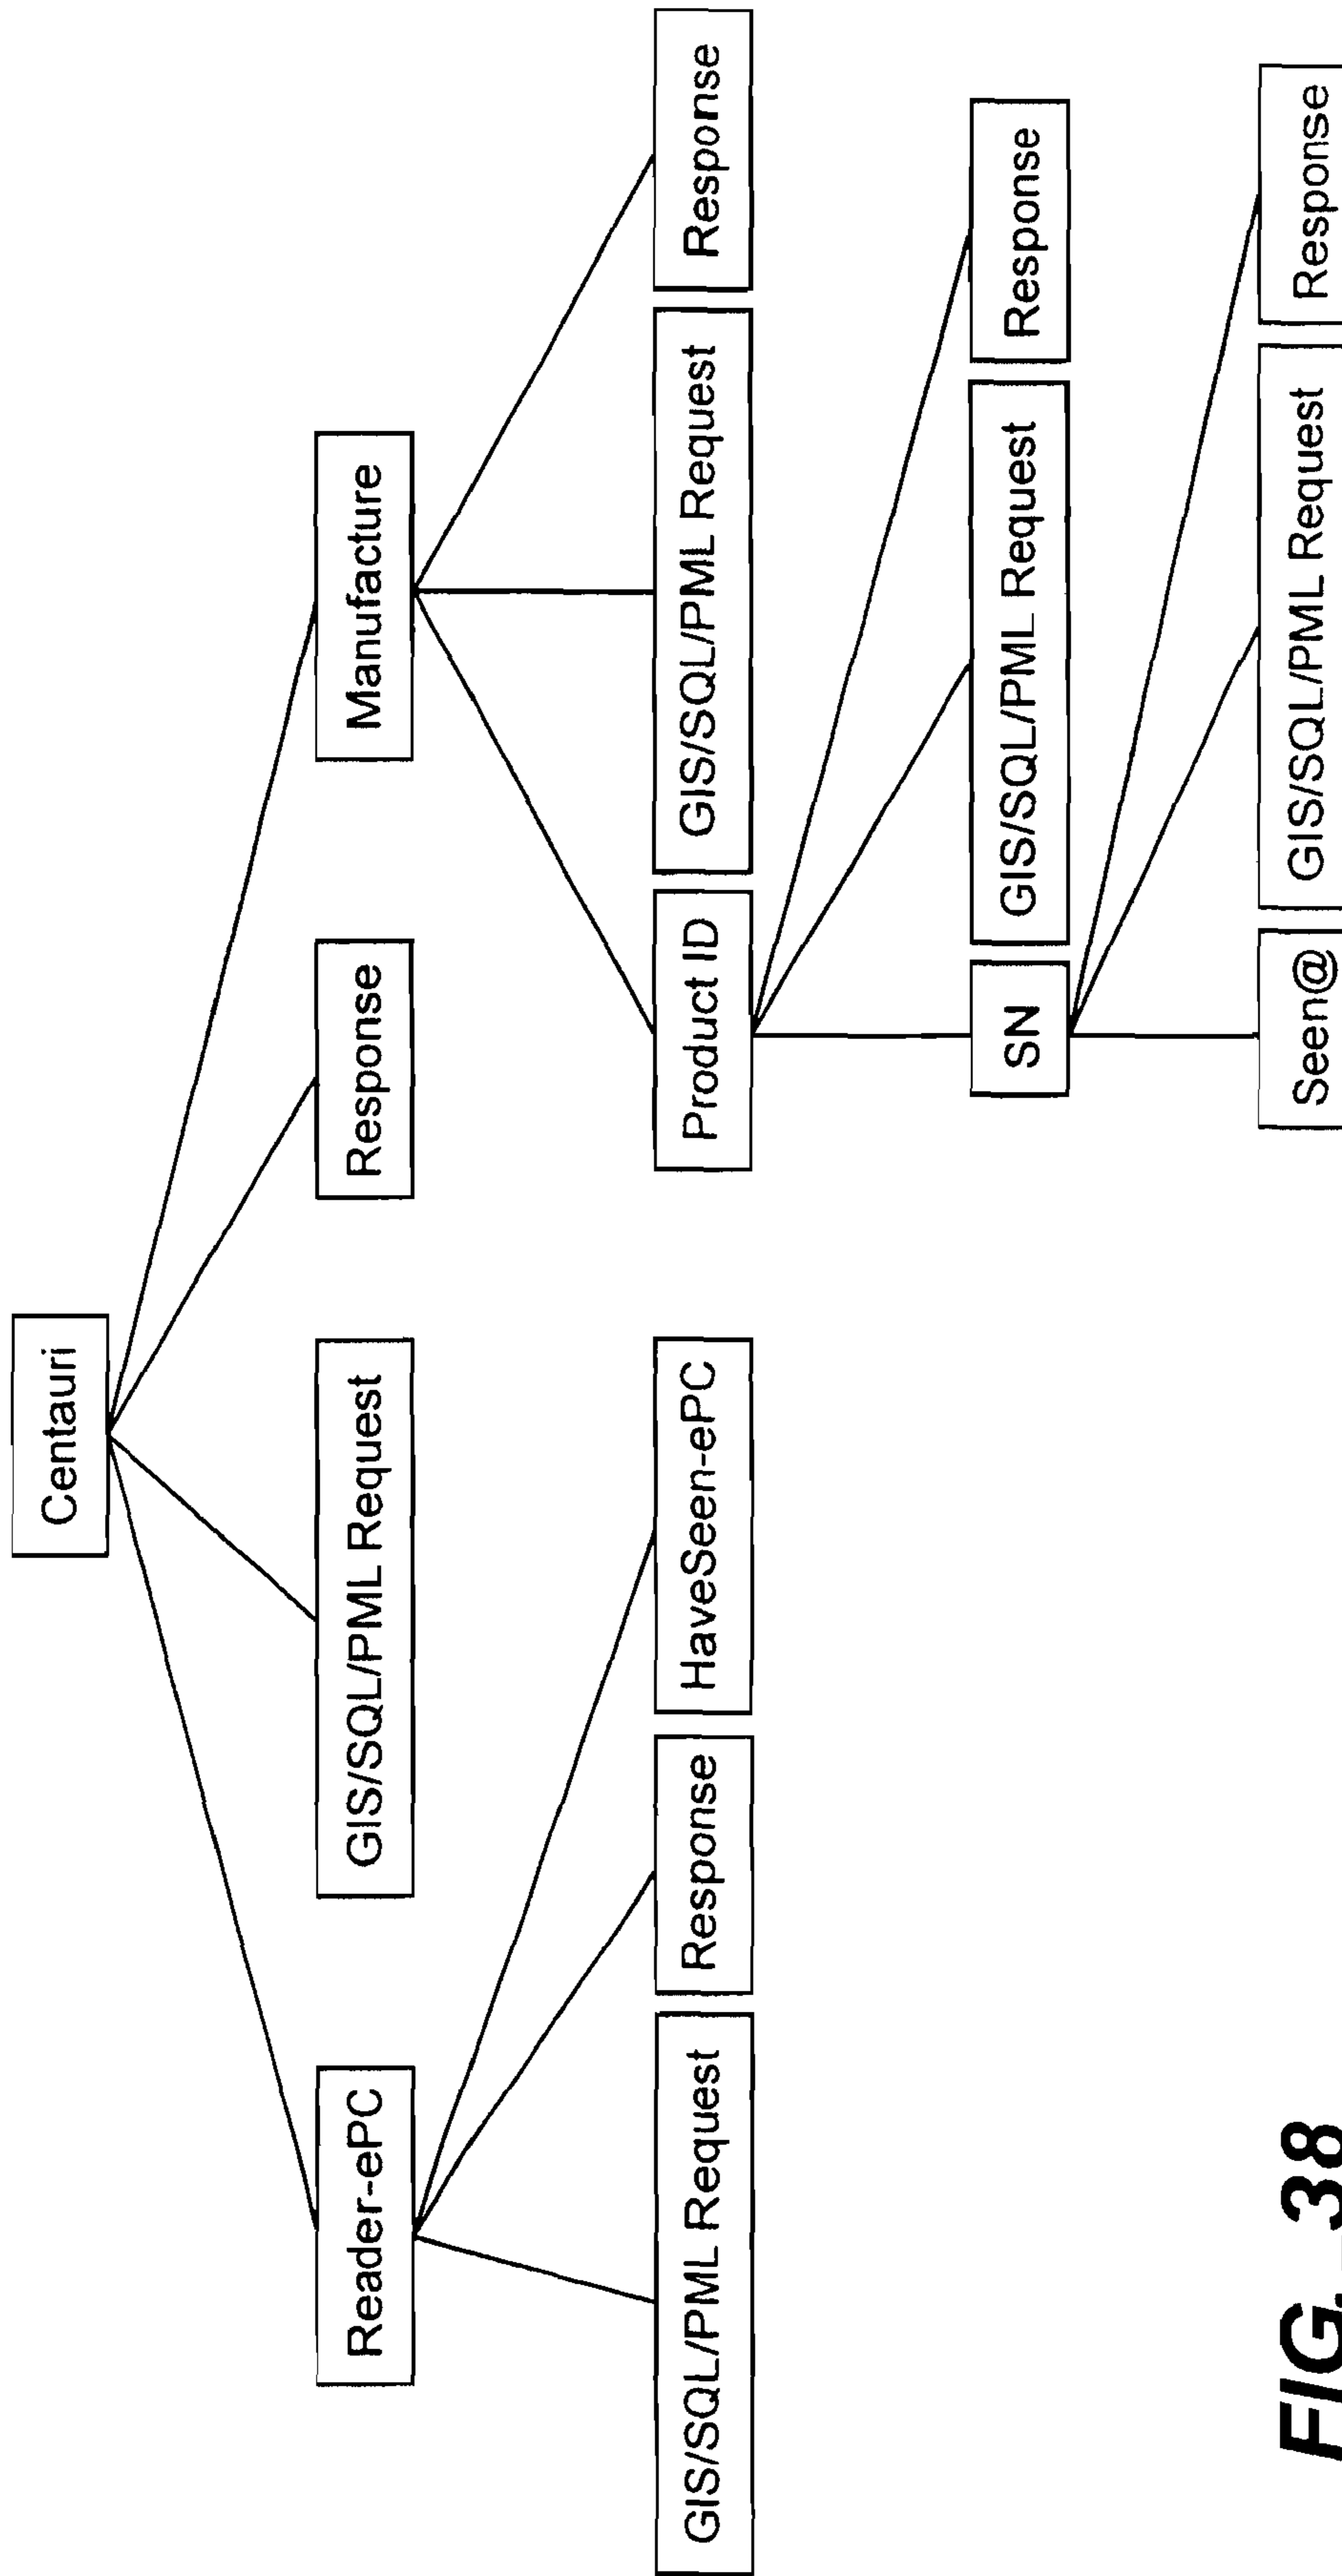 Centauri
Reader-ePC
GIS/SQL/PML Request
Response
Manufacture
GIS/SQL/PML Request
Response
HaveSeen-ePC
Product ID
GIS/SQL/PML Request
Response
SN
GIS/SQL/PML Request
Response
Seen@
GIS/SQL/PML Request
Response
FIG._38